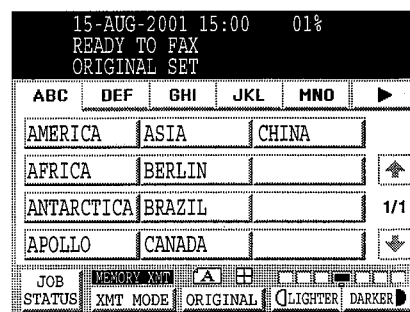 15-AUG-2001 15:00 01%
READY TO FAX
ORIGINAL SET
ABC DEF GHI JKL MNO
AMERICA ASIA CHINA
AFRICA BERLIN
ANTARCTICA BRAZIL 1/1
APOLLO CANADA
JOB STATUS
MEMORY XMT A
XMT MODE ORIGINAL LIGHTER DARKER